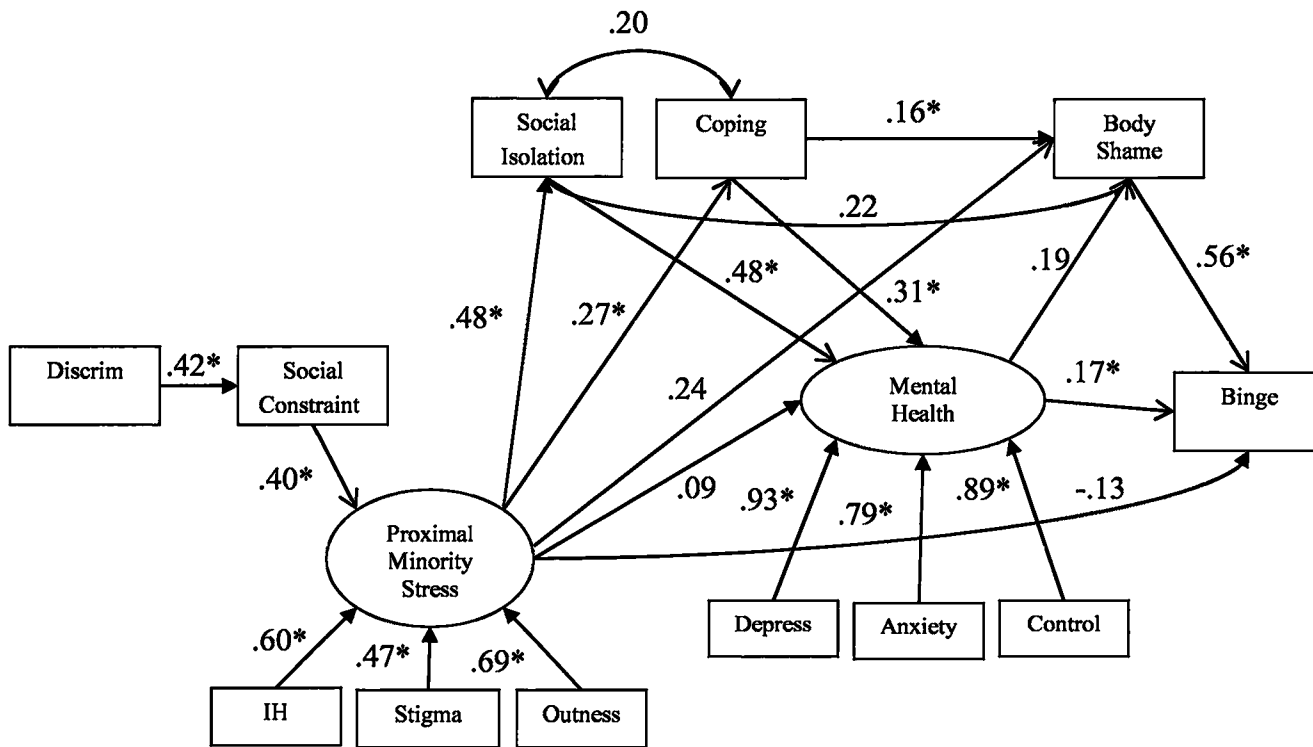 .20
Social
Isolation
Coping
.16*
Body
Shame
.22
.48*
.31*
.19
.56*
.48*
.27*
Discrim
.42*
Social
Constraint
.24
Mental
Health
.17*
Binge
.40*
.09
.93*
.79*
.89*
-.13
Proximal
Minority
Stress
Depress
Anxiety
Control
.60*
.47*
.69*
IH
Stigma
Outness